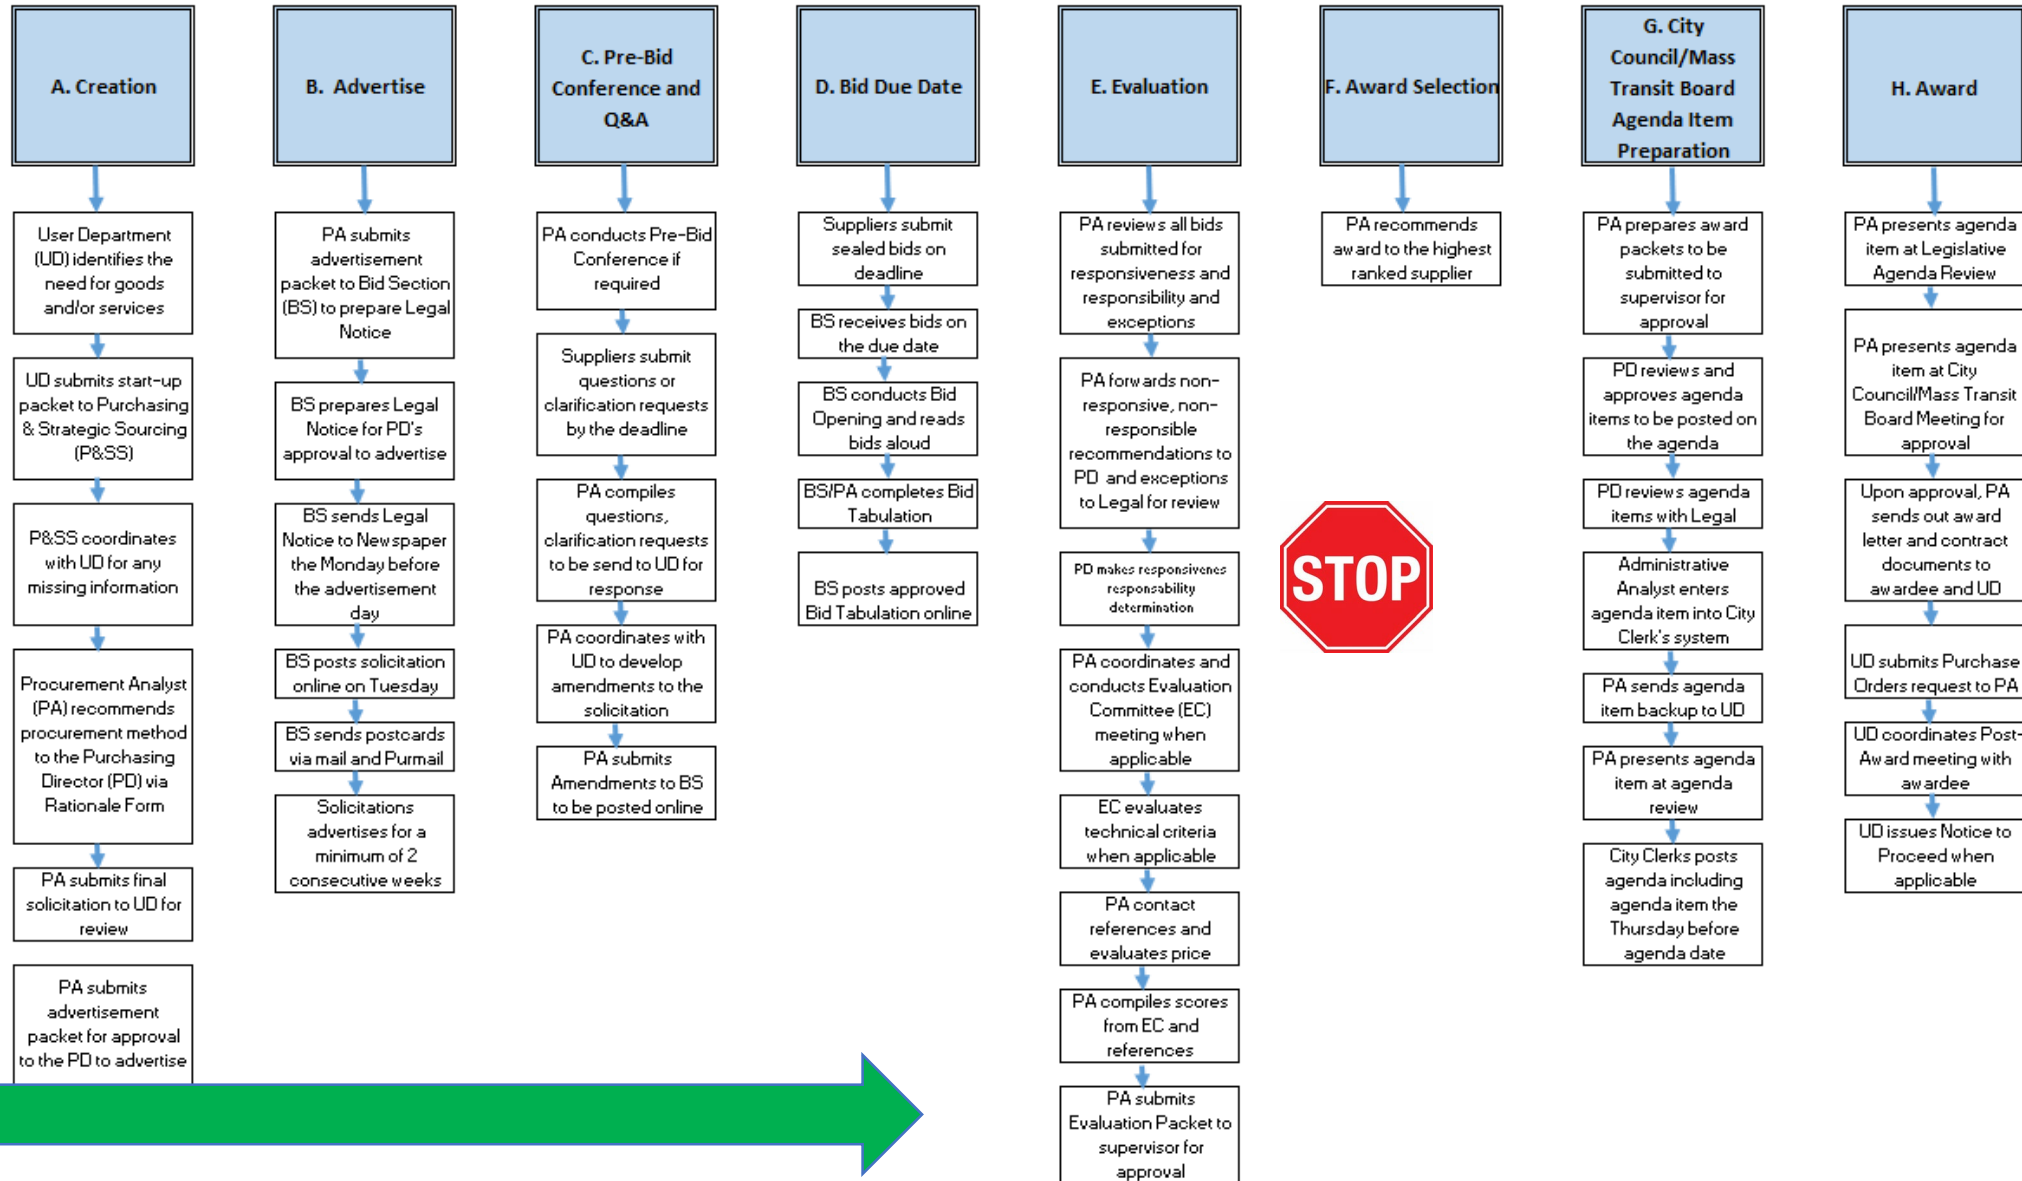 A. Creation
User Department
(UD) identifies the
need for goods
and/or services
UD submits start-up
packet to Purchasing
& Strategic Sourcing
(P&SS)
P&SS coordinates
with UD for any
missing information
Procurement Analyst
(PA) recommends
procurement method
to the Purchasing
Director (PD) via
Rationale Form
PA submits final
solicitation to UD for
review
PA submits
advertisement
packet for approval
to the PD to advertise
B. Advertise
PA submits
advertisement
packet to Bid Section
(BS) to prepare Legal
Notice
BS prepares Legal
Notice for PD's
approval to advertise
BS sends Legal
Notice to Newspaper
the Monday before
the advertisement
day
BS posts solicitation
online on Tuesday
BS sends postcards
via mail and Purmail
Solicitations
advertises for a
minimum of 2
consecutive weeks
C. Pre-Bid
Conference and
Q&A
PA conducts Pre-Bid
Conference if
required
Suppliers submit
questions or
clarification requests
by the deadline
PA compiles
questions,
clarification requests
to be send to UD for
response
PA coordinates with
UD to develop
amendments to the
solicitation
PA submits
Amendments to BS
to be posted online
D. Bid Due Date
Suppliers submit
sealed bids on
deadline
BS receives bids on
the due date
BS conducts Bid
Opening and reads
bids aloud
BS/PA completes Bid
Tabulation
BS posts approved
Bid Tabulation online
E. Evaluation
PA reviews all bids
submitted for
responsiveness and
responsibility and
exceptions
PA forwards non-
responsive, non-
responsible
recommendations to
PD and exceptions
to Legal for review
PD makes responsivenes
responsability
determination
PA coordinates and
conducts Evaluation
Committee (EC)
meeting when
applicable
EC evaluates
technical criteria
when applicable
PA contact
references and
evaluates price
PA compiles scores
from EC and
references
PA submits
Evaluation Packet to
supervisor for
approval
F. Award Selection
PA recommends
award to the highest
ranked supplier
STOP
G. City
Council/Mass
Transit Board
Agenda Item
Preparation
PA prepares award
packets to be
submitted to
supervisor for
approval
PD reviews and
approves agenda
items to be posted on
the agenda
PD reviews agenda
items with Legal
Administrative
Analyst enters
agenda item into City
Clerk's system
PA sends agenda
item backup to UD
PA presents agenda
item at agenda
review
City Clerks posts
agenda including
agenda item the
Thursday before
agenda date
H. Award
PA presents agenda
item at Legislative
Agenda Review
PA presents agenda
item at City
Council/Mass Transit
Board Meeting for
approval
Upon approval, PA
sends out award
letter and contract
documents to
awardee and UD
UD submits Purchase
Orders request to PA
UD coordinates Post-
Award meeting with
awardee
UD issues Notice to
Proceed when
applicable